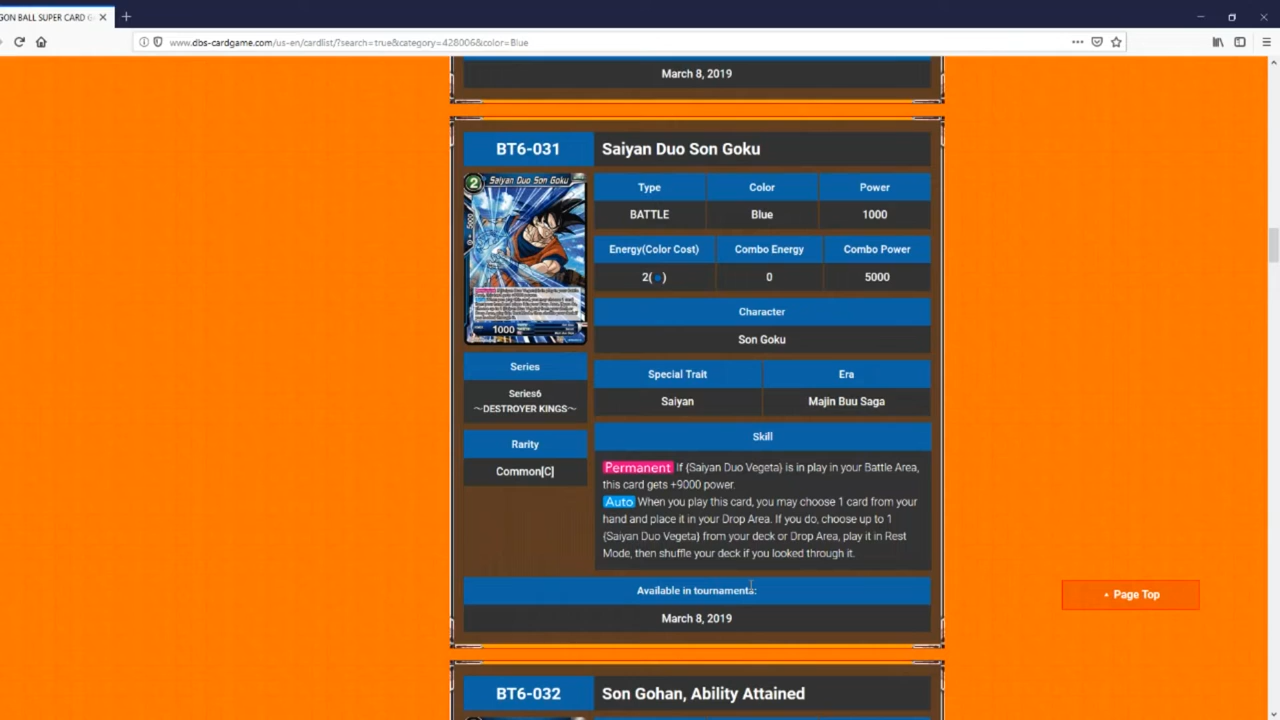 GON BALL SUPER CARD G
www.dbs-cardgame.com/us-en/cardlist/?search=true&category=428006&color=Blue
March 8, 2019
BT6-031
Saiyan Duo Son Goku
2
Saiyan Duo Son Goku
1000
Type
Color
Power
BATTLE
Blue
1000
Energy(Color Cost)
Combo Energy
Combo Power
2( )
0
5000
Character
Son Goku
Series
Special Trait
Era
Series6
～DESTROYER KINGS～
Saiyan
Majin Buu Saga
Rarity
Skill
Common[C]
Permanent If {Saiyan Duo Vegeta} is in play in your Battle Area,
this card gets +9000 power.
Auto When you play this card, you may choose 1 card from your
hand and place it in your Drop Area. If you do, choose up to 1
{Saiyan Duo Vegeta} from your deck or Drop Area, play it in Rest
Mode, then shuffle your deck if you looked through it.
Available in tournaments:
March 8, 2019
Page Top
BT6-032
Son Gohan, Ability Attained